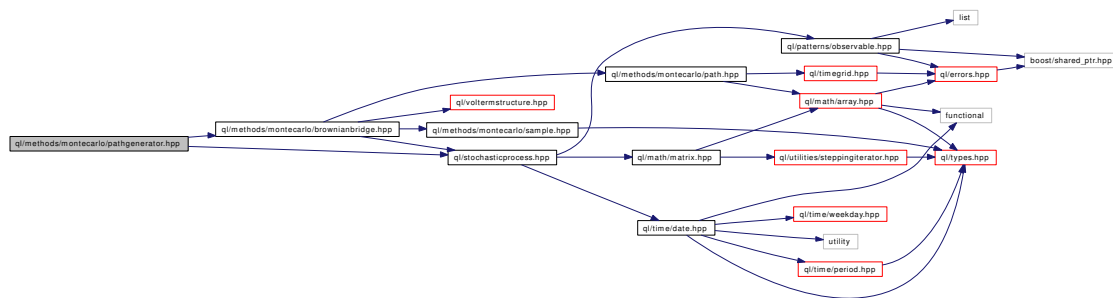 list
ql/patterns/observable.hpp
boost/shared_ptr.hpp
ql/methods/montecarlo/path.hpp
ql/timegrid.hpp
ql/errors.hpp
ql/voltermstructure.hpp
ql/math/array.hpp
functional
ql/methods/montecarlo/brownianbridge.hpp
ql/methods/montecarlo/sample.hpp
ql/methods/montecarlo/pathgenerator.hpp
ql/stochasticprocess.hpp
ql/math/matrix.hpp
ql/utilities/steppingiterator.hpp
ql/types.hpp
ql/time/weekday.hpp
ql/time/date.hpp
utility
ql/time/period.hpp